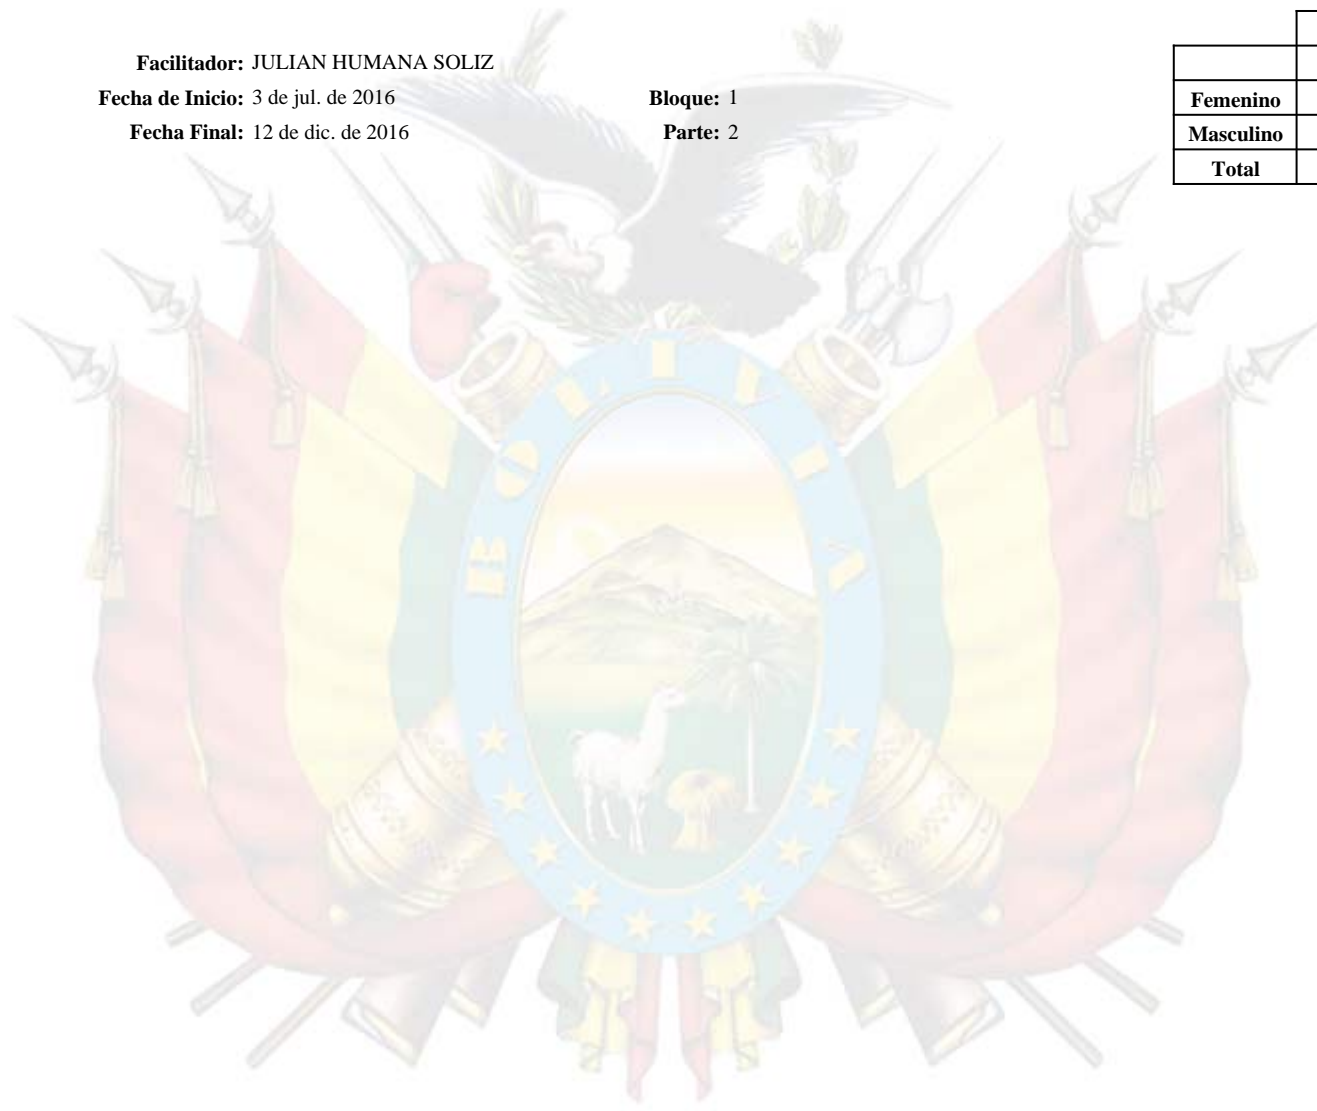 Facilitador: JULIAN HUMANA SOLIZ
Fecha de Inicio: 3 de jul. de 2016 Bloque: 1
Fecha Final: 12 de dic. de 2016 Parte: 2
Femenino
Masculino
Total
BOLIVIA